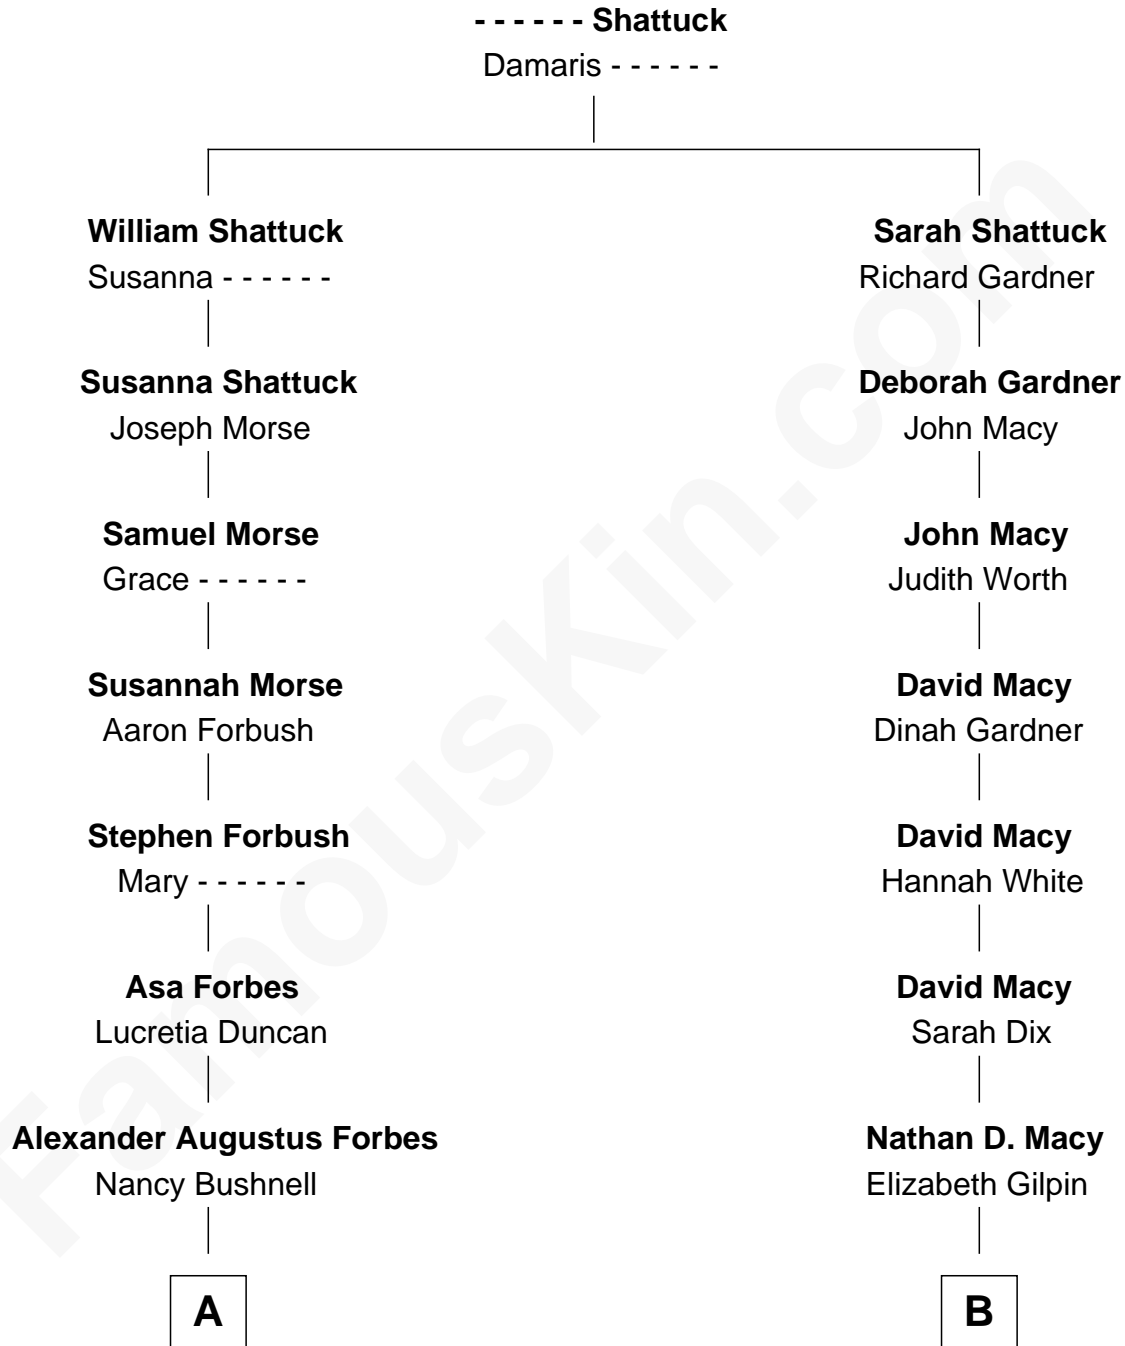 - - - - - - Shattuck
Damaris - - - - - -
William Shattuck
Susanna - - - - - -
Sarah Shattuck
Richard Gardner
Susanna Shattuck
Joseph Morse
Deborah Gardner
John Macy
Samuel Morse
Grace - - - - - -
John Macy
Judith Worth
Susannah Morse
Aaron Forbush
David Macy
Dinah Gardner
Stephen Forbush
Mary - - - - - -
David Macy
Hannah White
Asa Forbes
Lucretia Duncan
David Macy
Sarah Dix
Alexander Augustus Forbes
Nancy Bushnell
Nathan D. Macy
Elizabeth Gilpin
A
B
FamousKin.com